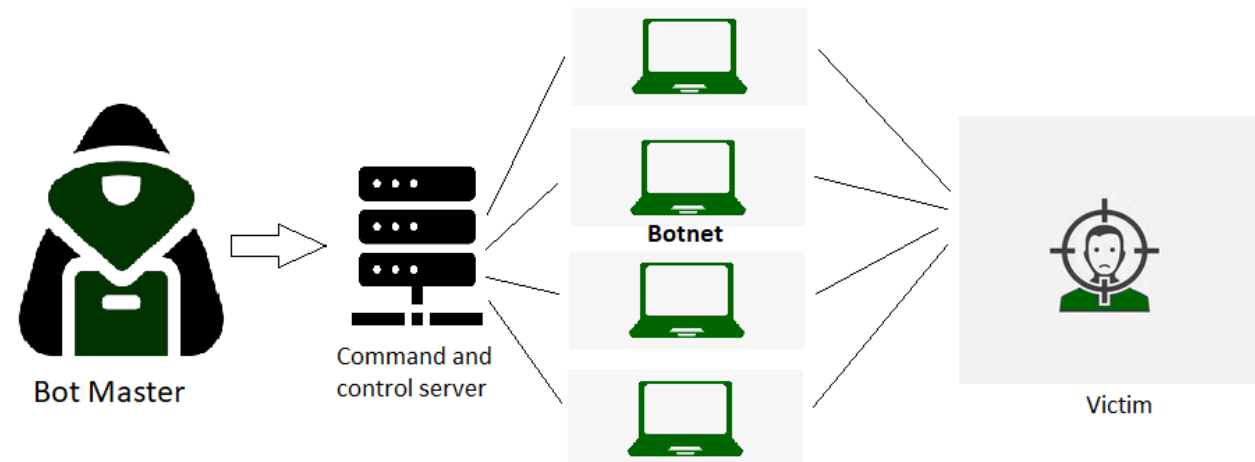 Bot Master
Command and
control server
Botnet
Victim